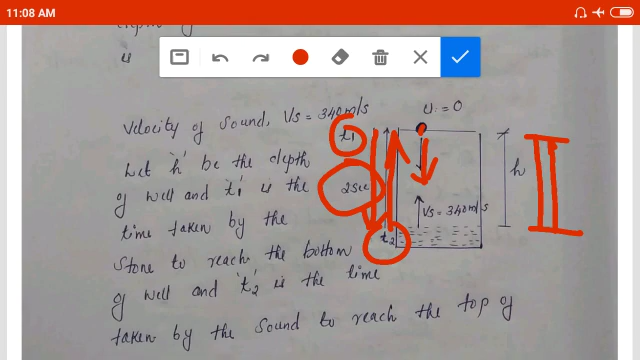 11:08 AM
depth
is
Velocity of Sound, Vs = 340m/s
U = 0
t1
Let 'h' be the depth
of well and 't1' is the
2sec
h
time taken by the
Vs = 340m/s
t2
Stone to reach the bottom
of well and 't2' is the time
taken by the Sound to reach the top of